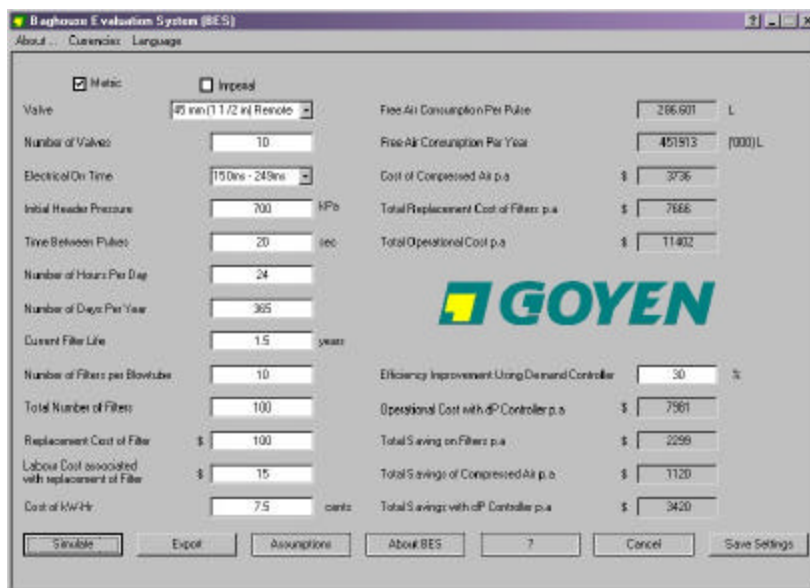 Baghouse Evaluation System (BES)
About... Currencies Language
Metric Imperial
Valve 45 mm (1 1/2 in) Remote
Number of Valves 10
Electrical On Time 150ms - 249ms
Initial Header Pressure 700 kPa
Time Between Pulses 20 sec
Number of Hours Per Day 24
Number of Days Per Year 365
Current Filter Life 1.5 years
Number of Filters per Blowtube 10
Total Number of Filters 100
Replacement Cost of Filter $ 100
Labour Cost associated
with replacement of Filter $ 15
Cost of kW-Hr 7.5 cents
Free Air Consumption Per Pulse 286.601 L
Free Air Consumption Per Year 451913 ('000) L
Cost of Compressed Air p.a $ 3736
Total Replacement Cost of Filters p.a $ 7666
Total Operational Cost p.a $ 11402
GOYEN
Efficiency Improvement Using Demand Controller 30 %
Operational Cost with dP Controller p.a $ 7981
Total Saving on Filters p.a $ 2299
Total Savings of Compressed Air p.a $ 1120
Total Savings with dP Controller p.a $ 3420
Simulate Export Assumptions About BES ? Cancel Save Settings